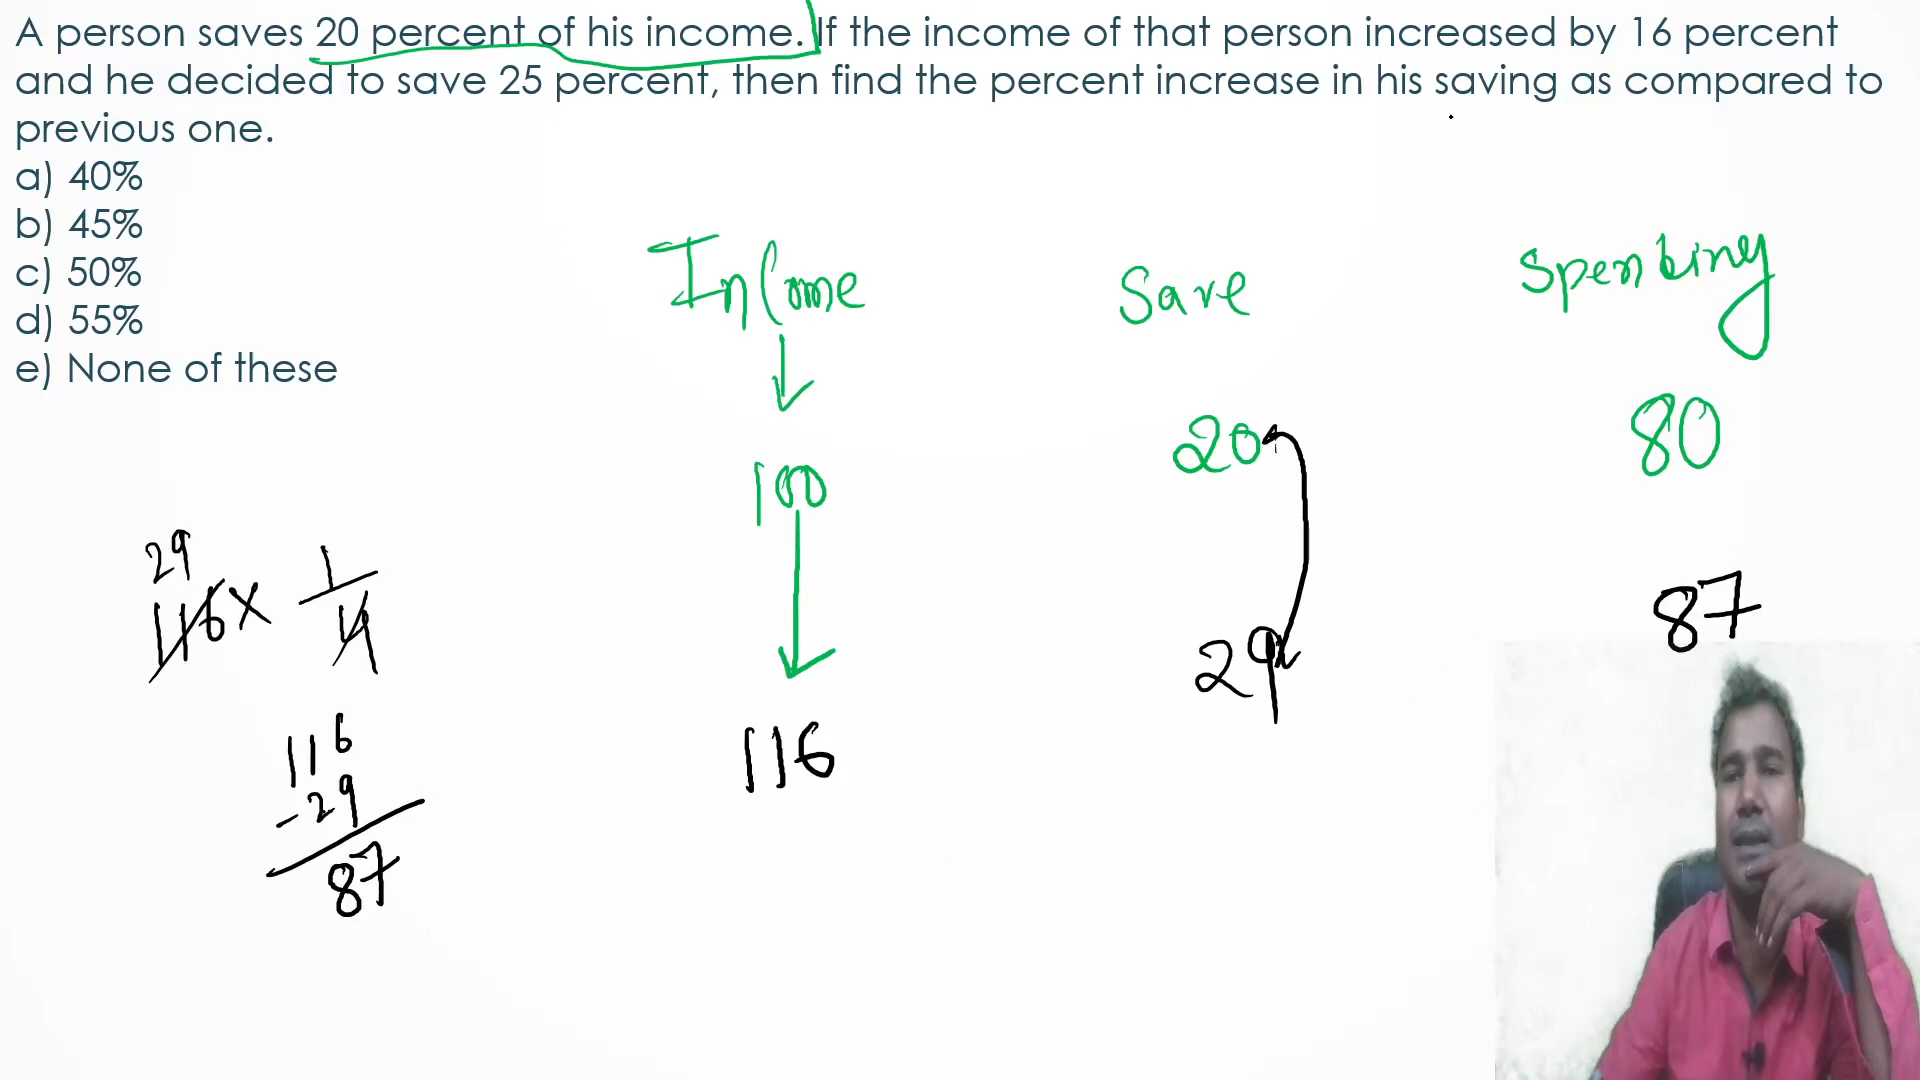 A person saves 20 percent of his income. If the income of that person increased by 16 percent
and he decided to save 25 percent, then find the percent increase in his saving as compared to
previous one.
a) 40%
b) 45%
c) 50%
d) 55%
e) None of these
Income Save Spending
100 20 80
29
116 x 1/4
116 29 87
116
- 29
87